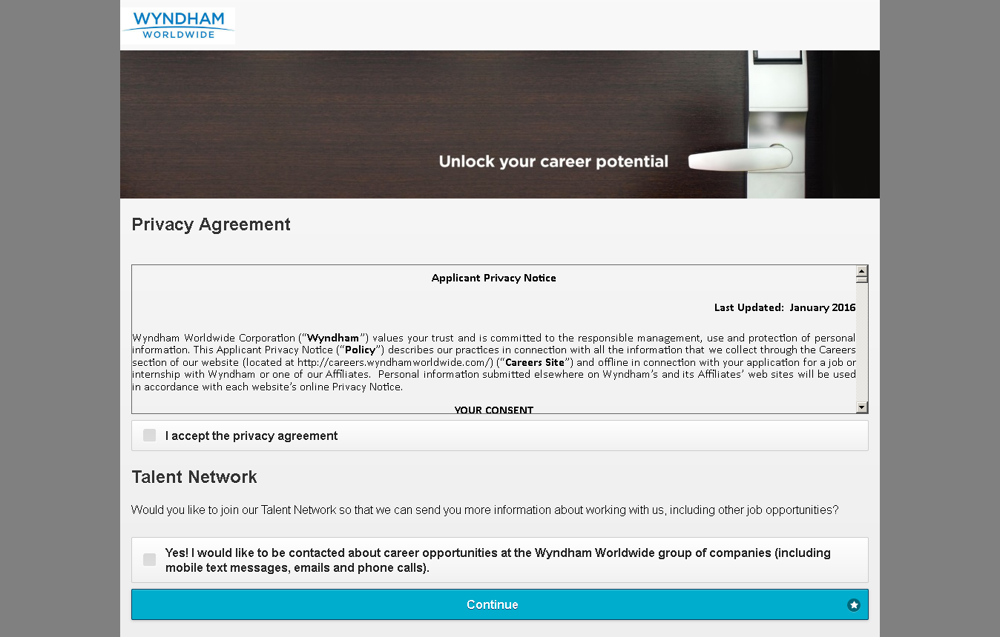 WYNDHAM
WORLDWIDE
Unlock your career potential
Privacy Agreement
Applicant Privacy Notice
Last Updated:  January 2016
Wyndham Worldwide Corporation (“Wyndham”) values your trust and is committed to the responsible management, use and protection of personal
information. This Applicant Privacy Notice (“Policy”) describes our practices in connection with all the information that we collect through the Careers
section of our website (located at http://careers.wyndhamworldwide.com/) (“Careers Site”) and offline in connection with your application for a job or
internship with Wyndham or one of our Affiliates.  Personal information submitted elsewhere on Wyndham’s and its Affiliates’ web sites will be used
in accordance with each website’s online Privacy Notice.
YOUR CONSENT
I accept the privacy agreement
Talent Network
Would you like to join our Talent Network so that we can send you more information about working with us, including other job opportunities?
Yes! I would like to be contacted about career opportunities at the Wyndham Worldwide group of companies (including
mobile text messages, emails and phone calls).
Continue